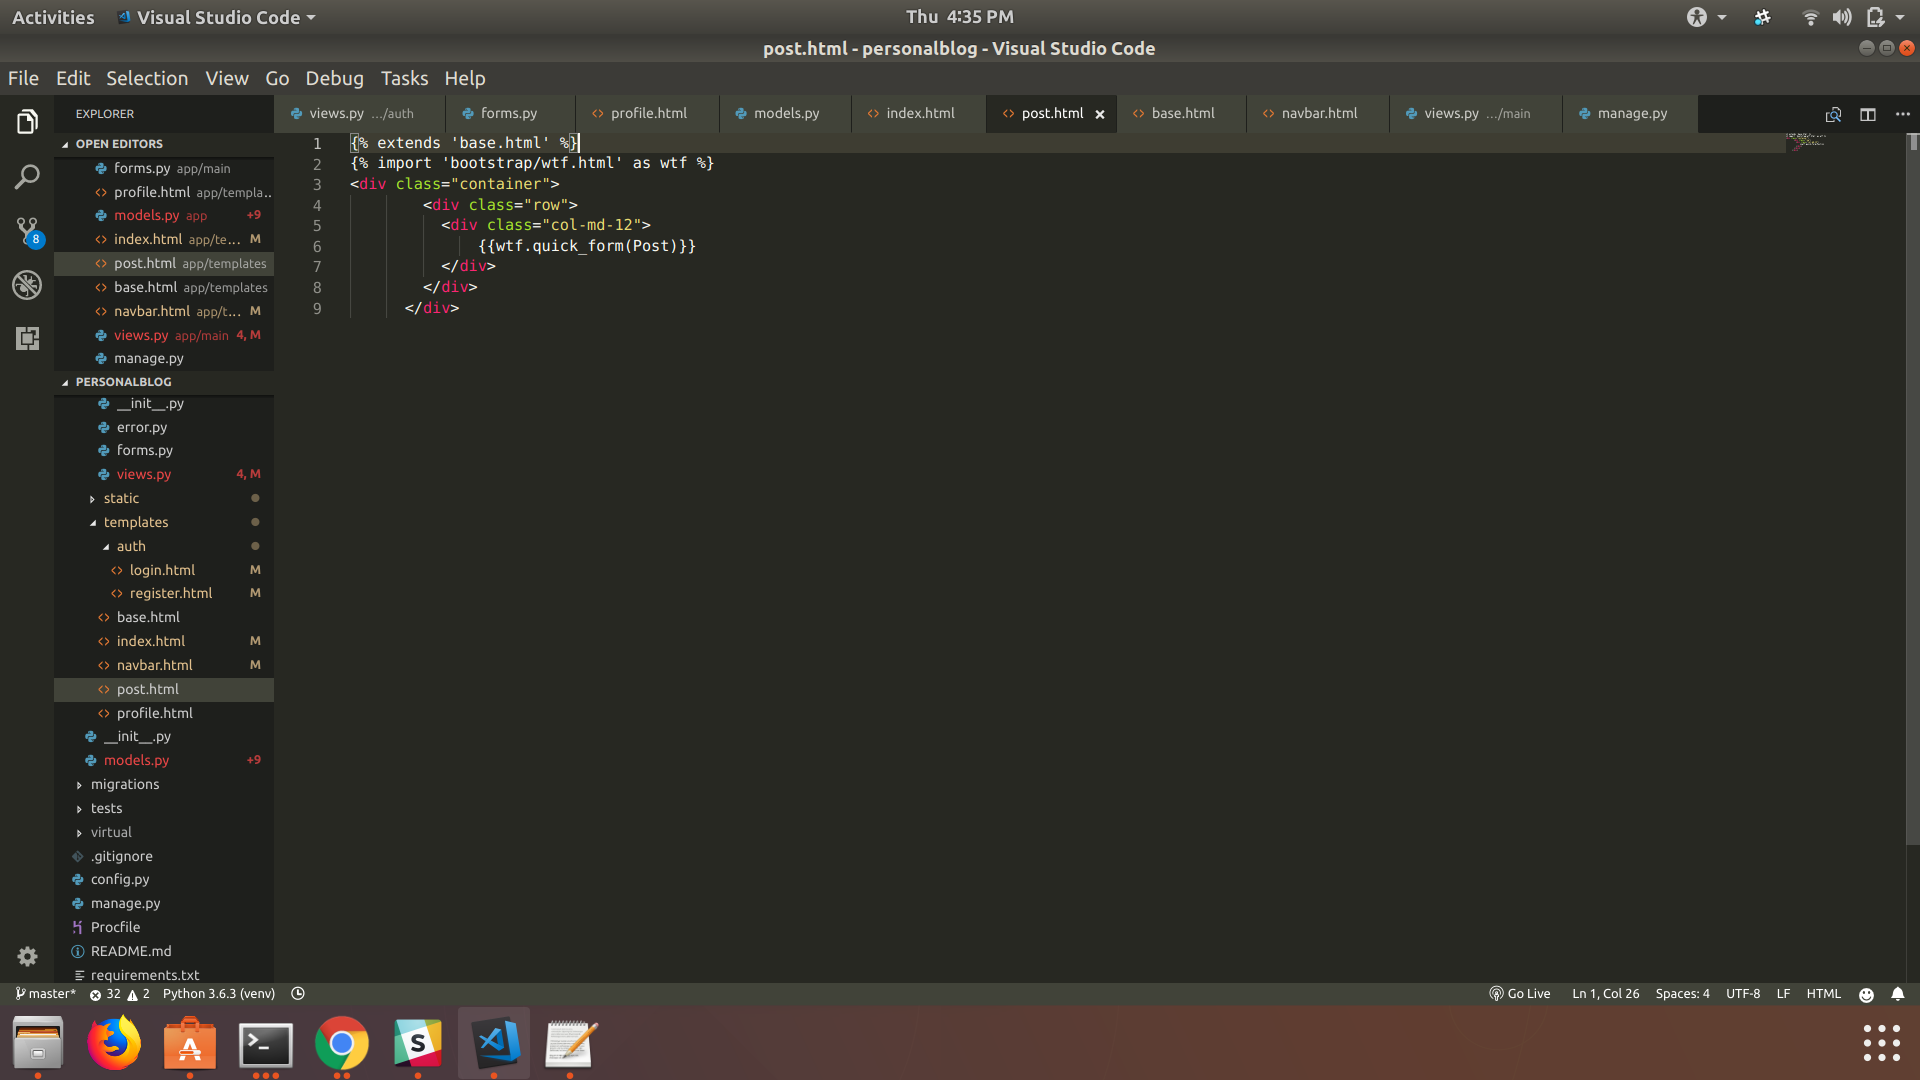 Activities Visual Studio Code Thu 4:35 PM
post.html - personalblog - Visual Studio Code
File Edit Selection View Go Debug Tasks Help
EXPLORER
views.py .../auth forms.py profile.html models.py index.html post.html base.html navbar.html views.py .../main manage.py
OPEN EDITORS
forms.py app/main
profile.html app/templa...
models.py app +9
index.html app/te... M
post.html app/templates
base.html app/templates
navbar.html app/t... M
views.py app/main 4, M
manage.py
8
PERSONALBLOG
__init__.py
error.py
forms.py
views.py 4, M
static
templates
auth
login.html M
register.html M
base.html
index.html M
navbar.html M
post.html
profile.html
__init__.py
models.py +9
migrations
tests
virtual
.gitignore
config.py
manage.py
Procfile
README.md
requirements.txt
1 {% extends 'base.html' %}
2 {% import 'bootstrap/wtf.html' as wtf %}
3 <div class="container">
4 <div class="row">
5 <div class="col-md-12">
6 {{wtf.quick_form(Post)}}
7 </div>
8 </div>
9 </div>
master* 32 2 Python 3.6.3 (venv) Go Live Ln 1, Col 26 Spaces: 4 UTF-8 LF HTML